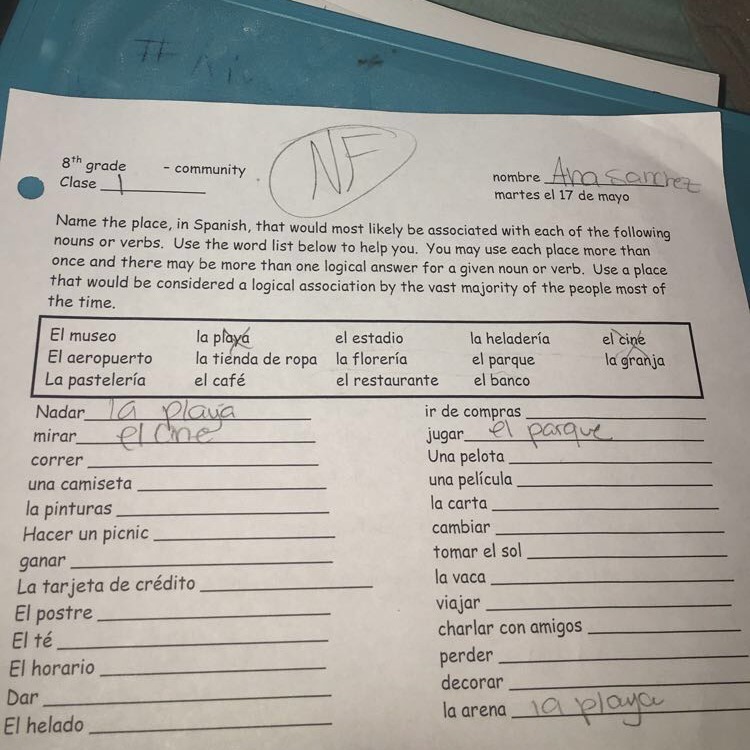 8th grade - community
NF
Clase 1
nombre Ana Sanchez
martes el 17 de mayo
Name the place, in Spanish, that would most likely be associated with each of the following
nouns or verbs. Use the word list below to help you. You may use each place more than
once and there may be more than one logical answer for a given noun or verb. Use a place
that would be considered a logical association by the vast majority of the people most of
the time.
El museo la playa el estadio la heladería el cine
El aeropuerto la tienda de ropa la florería el parque la granja
La pastelería el café el restaurante el banco
Nadar la playa
mirar el cine
correr
una camiseta
la pinturas
Hacer un picnic
ganar
La tarjeta de crédito
El postre
El té
El horario
Dar
El helado
ir de compras
jugar el parque
Una pelota
una película
la carta
cambiar
tomar el sol
la vaca
viajar
charlar con amigos
perder
decorar
la arena la playa